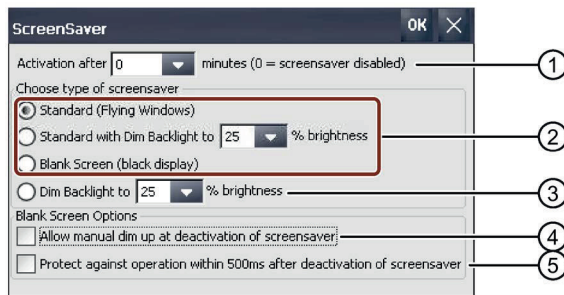 ScreenSaver OK
Activation after 0 minutes (0 = screensaver disabled) 1
Choose type of screensaver
Standard (Flying Windows)
Standard with Dim Backlight to 25 % brightness 2
Blank Screen (black display)
Dim Backlight to 25 % brightness 3
Blank Screen Options
Allow manual dim up at deactivation of screensaver 4
Protect against operation within 500ms after deactivation of screensaver 5